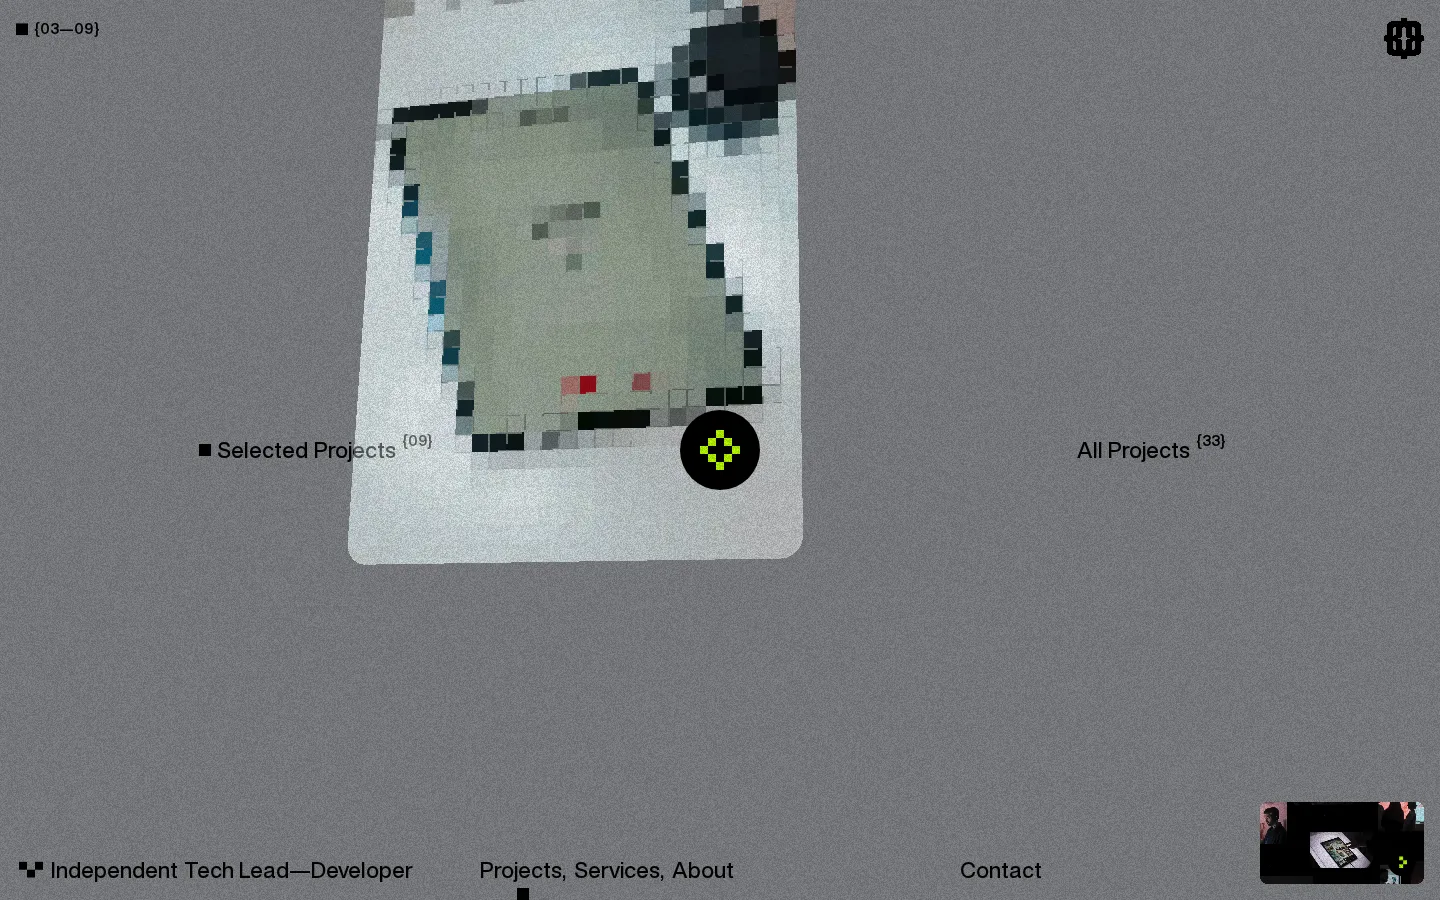 {03—09}
Selected Projects {09}
All Projects {33}
Independent Tech Lead—Developer
Projects, Services, About
Contact